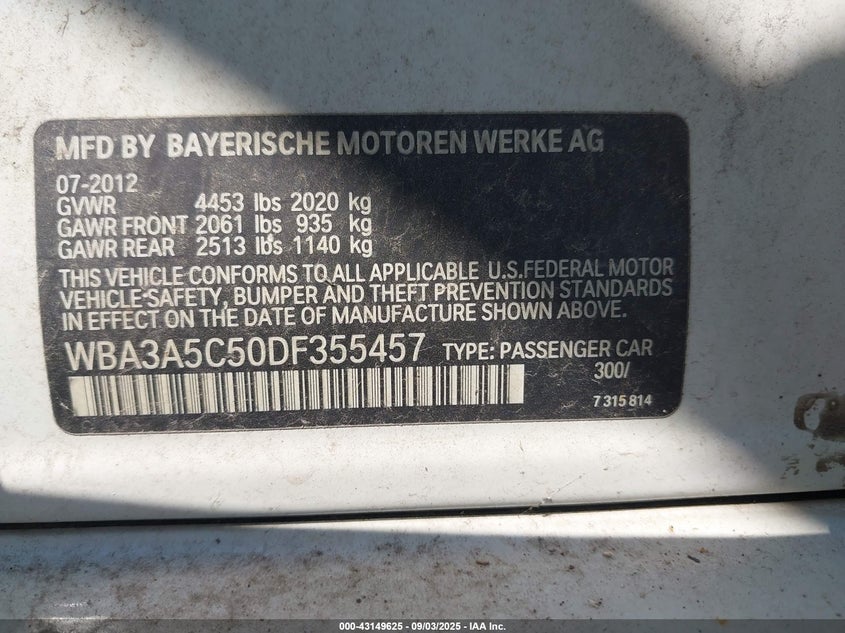 MFD BY BAYERISCHE MOTOREN WERKE AG
07-2012
GVWR 4453 lbs 2020 kg
GAWR FRONT 2061 lbs 935 kg
GAWR REAR 2513 lbs 1140 kg
THIS VEHICLE CONFORMS TO ALL APPLICABLE U.S.FEDERAL MOTOR
VEHICLE SAFETY, BUMPER AND THEFT PREVENTION STANDARDS
IN EFFECT ON THE DATE OF MANUFACTURE SHOWN ABOVE.
WBA3A5C50DF355457 TYPE: PASSENGER CAR
300/
7 315 814
000-43149625 - 09/03/2025 - IAA Inc.